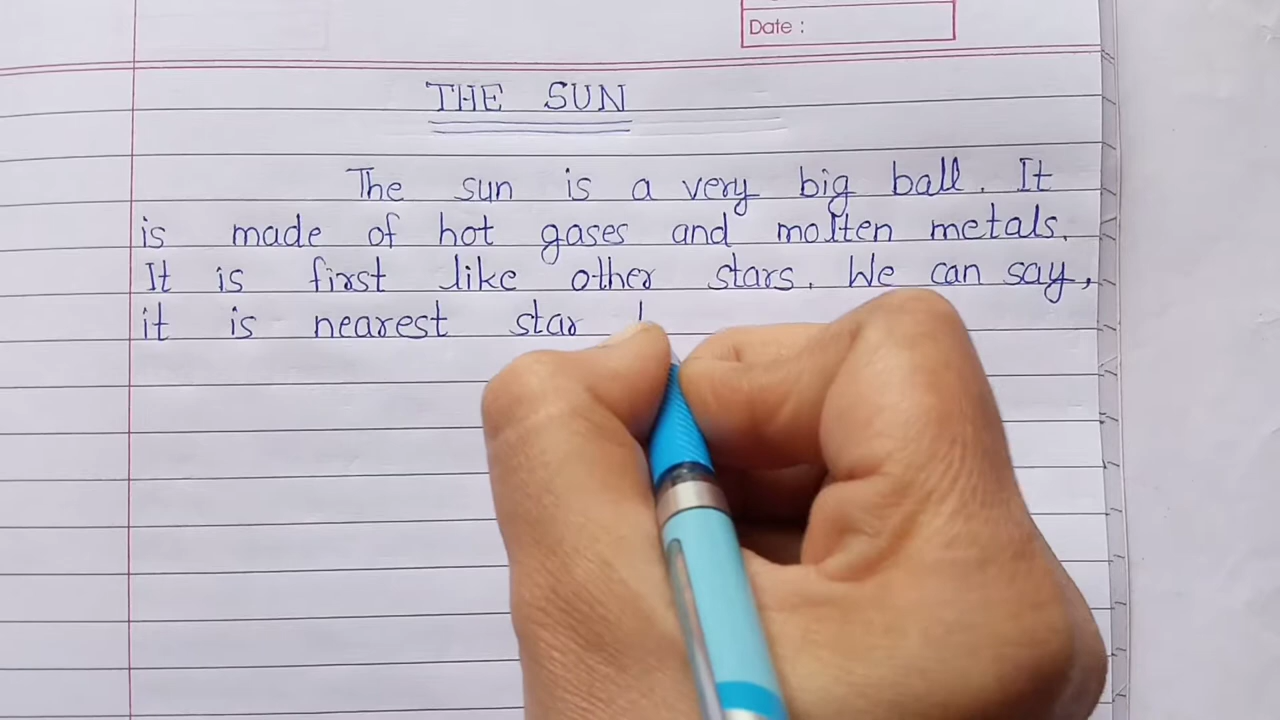 Date :
THE SUN
The sun is a very big ball. It
is made of hot gases and molten metals.
It is first like other stars. We can say,
it is nearest star